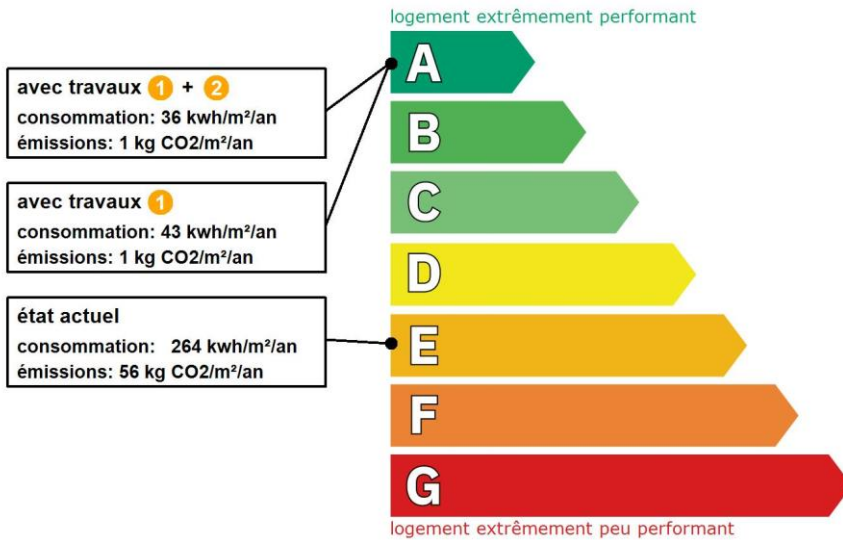 logement extrêmement performant
avec travaux 1 + 2
consommation: 36 kwh/m²/an
émissions: 1 kg CO2/m²/an
avec travaux 1
consommation: 43 kwh/m²/an
émissions: 1 kg CO2/m²/an
état actuel
consommation: 264 kwh/m²/an
émissions: 56 kg CO2/m²/an
A
B
C
D
E
F
G
logement extrêmement peu performant